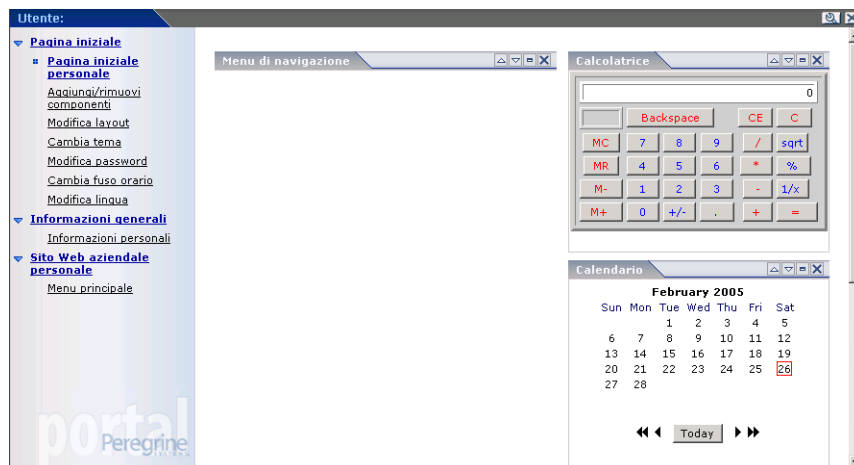 Utente:
Pagina iniziale
Pagina iniziale
personale
Aggiungi/rimuovi
componenti
Modifica layout
Cambia tema
Modifica password
Cambia fuso orario
Modifica lingua
Informazioni generali
Informazioni personali
Sito Web aziendale
personale
Menu principale
portal
Peregrine
Menu di navigazione
Calcolatrice
0
Backspace CE C
MC 7 8 9 / sqrt
MR 4 5 6 * %
M- 1 2 3 - 1/x
M+ 0 +/- . + =
Calendario
February 2005
Sun Mon Tue Wed Thu Fri Sat
1 2 3 4 5
6 7 8 9 10 11 12
13 14 15 16 17 18 19
20 21 22 23 24 25 26
27 28
Today